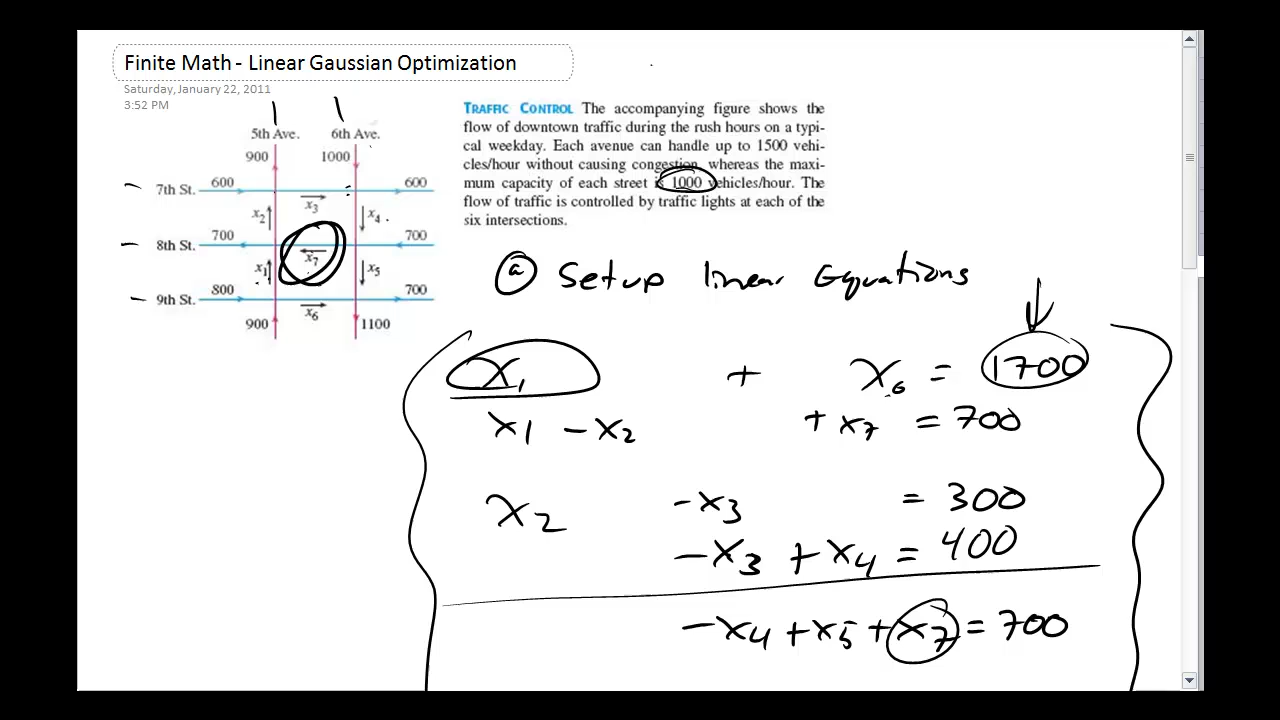 Finite Math - Linear Gaussian Optimization
Saturday, January 22, 2011
3:52 PM
5th Ave. 6th Ave.
900 1000
7th St. 600 600
x3
x2 x4
8th St. 700 700
x7
x1 x5
9th St. 800 700
x6
900 1100
TRAFFIC CONTROL The accompanying figure shows the
flow of downtown traffic during the rush hours on a typi-
cal weekday. Each avenue can handle up to 1500 vehi-
cles/hour without causing congestion, whereas the maxi-
mum capacity of each street is 1000 vehicles/hour. The
flow of traffic is controlled by traffic lights at each of the
six intersections.
a Setup linear Equations
x1 + x6 = 1700
x1 - x2 + x7 = 700
x2 - x3 = 300
- x3 + x4 = 400
- x4 + x5 + x7 = 700